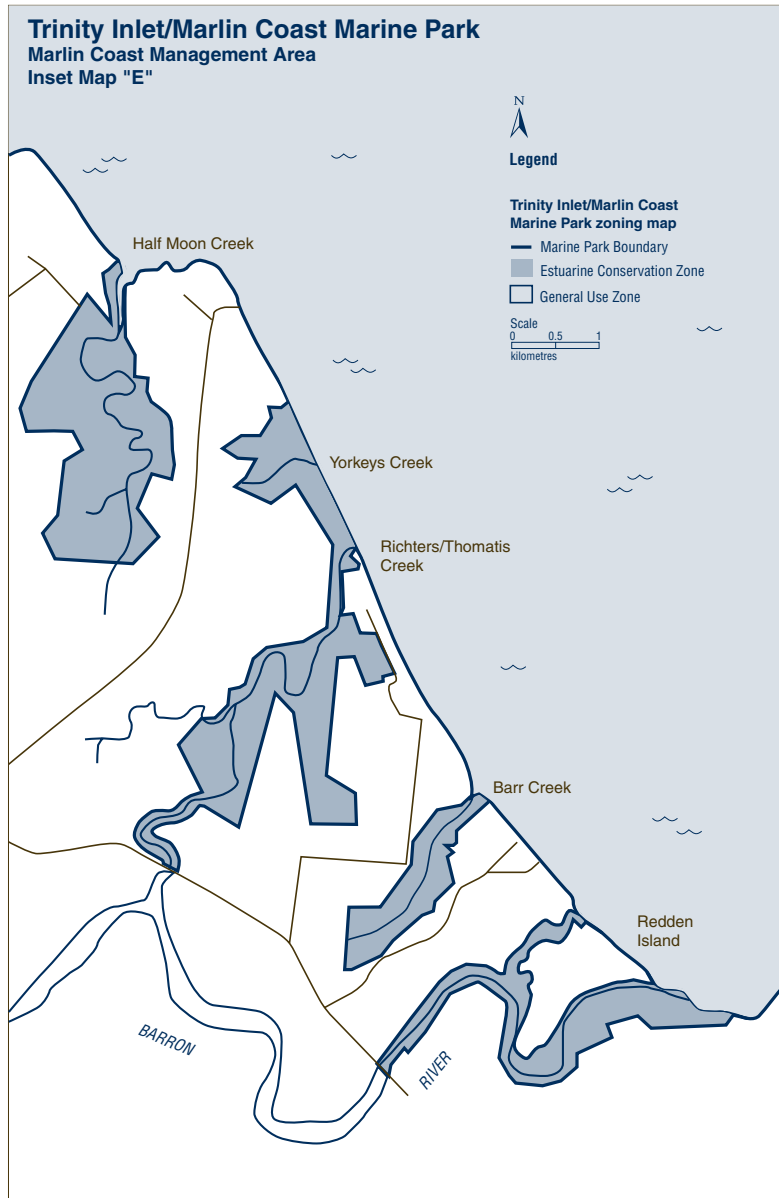 Trinity Inlet/Marlin Coast Marine Park
Marlin Coast Management Area
Inset Map "E"
N
Legend
Trinity Inlet/Marlin Coast
Marine Park zoning map
Marine Park Boundary
Estuarine Conservation Zone
General Use Zone
Scale
0 0.5 1
kilometres
Half Moon Creek
Yorkeys Creek
Richters/Thomatis
Creek
Barr Creek
Redden
Island
BARRON
RIVER